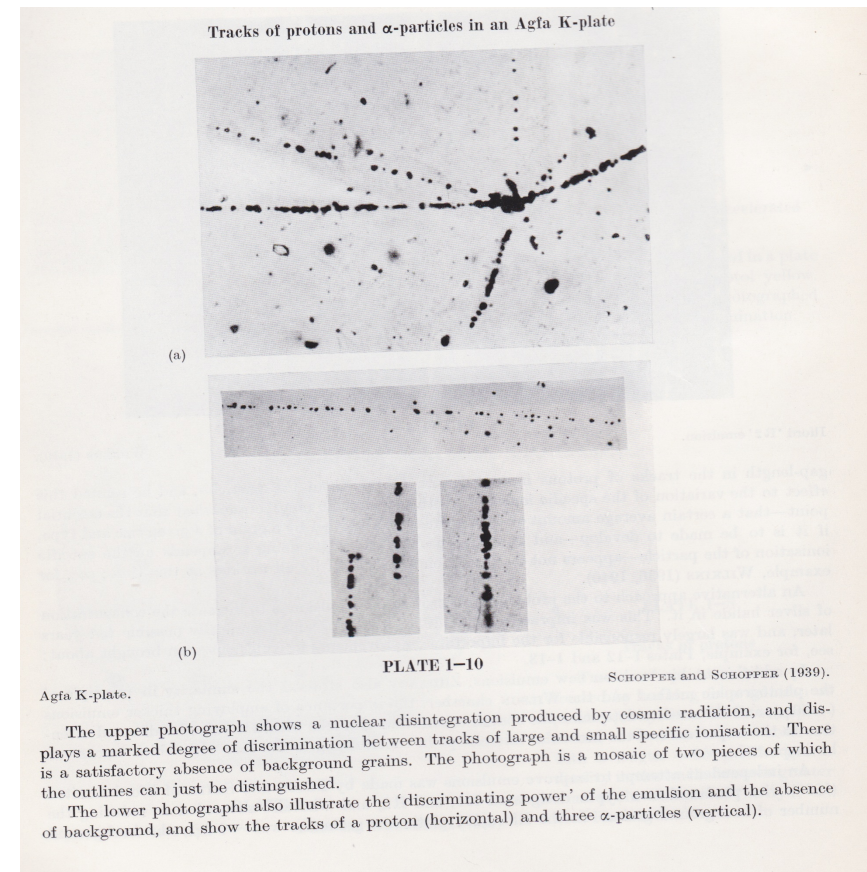 Tracks of protons and α-particles in an Agfa K-plate
(a)
(b)
PLATE 1–10
SCHOPPER and SCHOPPER (1939).
Agfa K-plate.
The upper photograph shows a nuclear disintegration produced by cosmic radiation, and dis-
plays a marked degree of discrimination between tracks of large and small specific ionisation. There
is a satisfactory absence of background grains. The photograph is a mosaic of two pieces of which
the outlines can just be distinguished.
The lower photographs also illustrate the ‘discriminating power’ of the emulsion and the absence
of background, and show the tracks of a proton (horizontal) and three α-particles (vertical).